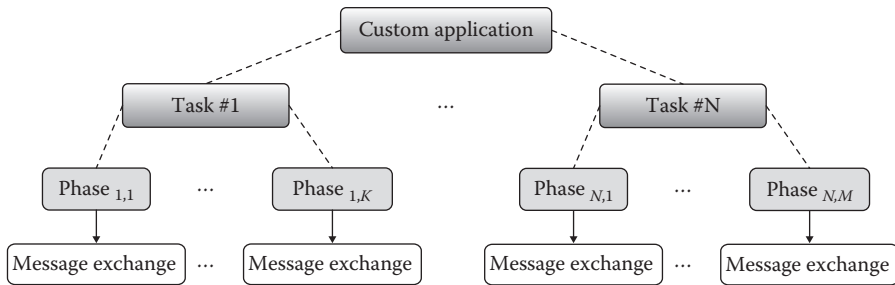 Custom application
Task #1 ... Task #N
Phase 1,1 ... Phase 1,K Phase N,1 ... Phase N,M
Message exchange ... Message exchange Message exchange ... Message exchange